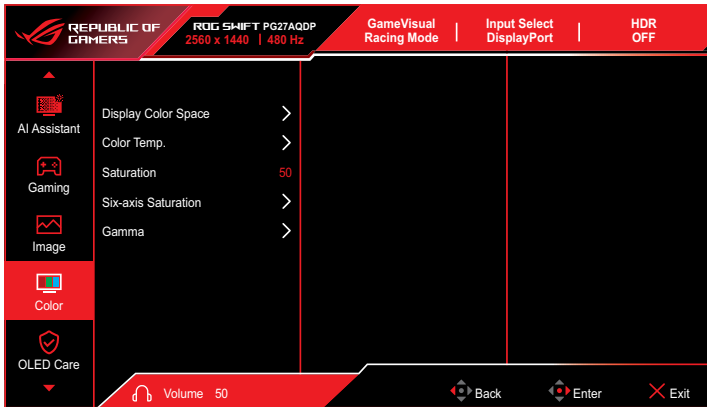 REPUBLIC OF
GAMERS
ROG SWIFT PG27AQDP
2560 x 1440 | 480 Hz
GameVisual
Racing Mode
|
Input Select
DisplayPort
|
HDR
OFF
AI Assistant
Gaming
Image
Color
OLED Care
Display Color Space
Color Temp.
Saturation 50
Six-axis Saturation
Gamma
Volume 50
Back
Enter
Exit